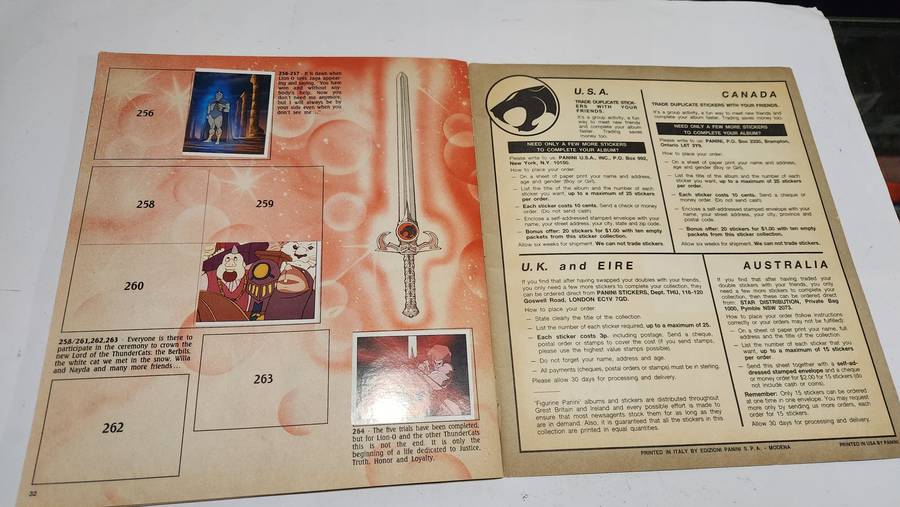 256
256-257 - It is dawn when
Lion-O sees Jaga appear-
ing and saying, 'You have
won and without any-
body's help. Now you
don't need me anymore,
but I will always be by
your side even when you
don't see me ...'
258
259
260
258/261,262,263 - Everyone is there to
participate in the ceremony to crown the
new Lord of the ThunderCats: the Berbils,
the white cat we met in the snow, Willa
and Nayda and many more friends...
263
262
264 - The five trials have been completed,
but for Lion-O and the other ThunderCats
this is not the end. It is only the
beginning of a life dedicated to Justice,
Truth, Honor and Loyalty.
32
U.S.A.
TRADE DUPLICATE STICK-
ERS WITH YOUR
FRIENDS.
It's a group activity, a fun
way to meet new friends
and complete your album
faster. Trading saves
money too.
NEED ONLY A FEW MORE STICKERS
TO COMPLETE YOUR ALBUM?
Please write to us: PANINI U.S.A., INC., P.O. Box 992,
New York, N.Y. 10150.
How to place your order:
— On a sheet of paper print your name and address,
age and gender (Boy or Girl).
— List the title of the album and the number of each
sticker you want, up to a maximum of 25 stickers
per order.
— Each sticker costs 10 cents. Send a check or money
order. (Do not send cash)
— Enclose a self-addressed stamped envelope with your
name, your street address, your city, state and zip code.
— Bonus offer: 20 stickers for $1.00 with ten empty
packets from this sticker collection.
Allow six weeks for shipment. We can not trade stickers.
CANADA
TRADE DUPLICATE STICKERS WITH YOUR FRIENDS.
It's a group activity, a fun way to meet new friends and
complete your album faster. Trading saves money too.
NEED ONLY A FEW MORE STICKERS
TO COMPLETE YOUR ALBUM?
Please write to us: PANINI, P.O. Box 2230, Brampton,
Ontario
How to place your order:
— On a sheet of paper print your name and address,
age and gender (Boy or Girl).
— List the title of the album and the number of each
sticker you want, up to a maximum of 25 stickers
per order.
— Each sticker costs 10 cents. Send a cheque or
money order. (Do not send cash)
— Enclose a self-addressed stamped envelope with your
name, your street address, your city, province and
postal code.
— Bonus offer: 20 stickers for $1.00 with ten empty
packets from this sticker collection.
Allow six weeks for shipment. We can not trade stickers.
U.K. and EIRE
If you find that after having swapped your doubles with your friends,
you only need a few more stickers to complete your collection, they
can be ordered direct from PANINI STICKERS, Dept. THU, 116-120
Goswell Road, LONDON EC1V 7QD.
How to place your order:
— State clearly the title of the collection.
— List the number of each sticker required, up to a maximum of 25.
— Each sticker costs 3p. including postage. Send a cheque,
postal order or stamps to cover the cost (if you send stamps,
please use the highest value stamps possible).
— Do not forget your name, address and age.
— All payments (cheques, postal orders or stamps) must be in sterling.
Please allow 30 days for processing and delivery.
"Figurine Panini" albums and stickers are distributed throughout
Great Britain and Ireland and every possible effort is made to
ensure that most newsagents stock them for as long as they
are in demand. Also, it is guaranteed that all the stickers in this
collection are printed in equal quantities.
AUSTRALIA
If you find that after having traded your
duplicate stickers with your friends, you only
need a few more stickers to complete your
collection, then these can be ordered direct
from: STAR DISTRIBUTION, Private Bag
1000, Pymble NSW 2073.
How to place your order (follow instructions
correctly or your orders may not be fulfilled):
— On a sheet of paper print your name, full
address and the title of the collection.
— List the number of each sticker that you
want, up to a maximum of 15 stickers
per order.
— Send this together with a self-ad-
dressed stamped envelope and a cheque
or money order for $2.00 for 15 stickers (do
not include cash or coins).
Remember: Only 15 stickers can be ordered
at one time in one envelope. You may request
more only by sending us more orders, each
order for 15 stickers.
Allow 30 days for processing and delivery.
PRINTED IN ITALY BY EDIZIONI PANINI S.P.A. - MODENA
PRINTED IN USA BY PANINI